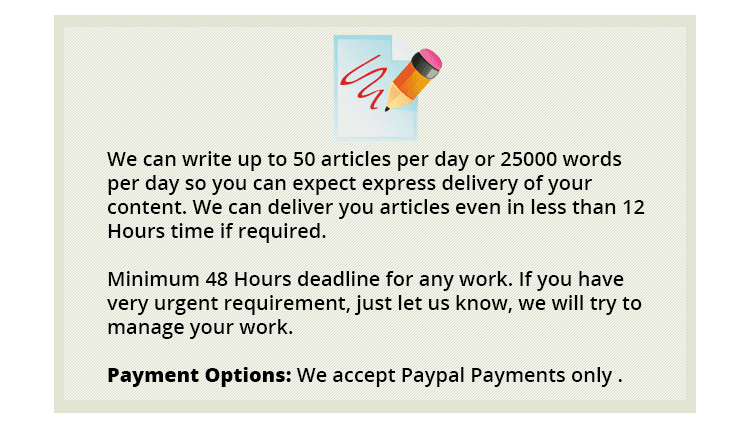 We can write up to 50 articles per day or 25000 words
per day so you can expect express delivery of your
content. We can deliver you articles even in less than 12
Hours time if required.
Minimum 48 Hours deadline for any work. If you have
very urgent requirement, just let us know, we will try to
manage your work.
Payment Options: We accept Paypal Payments only .